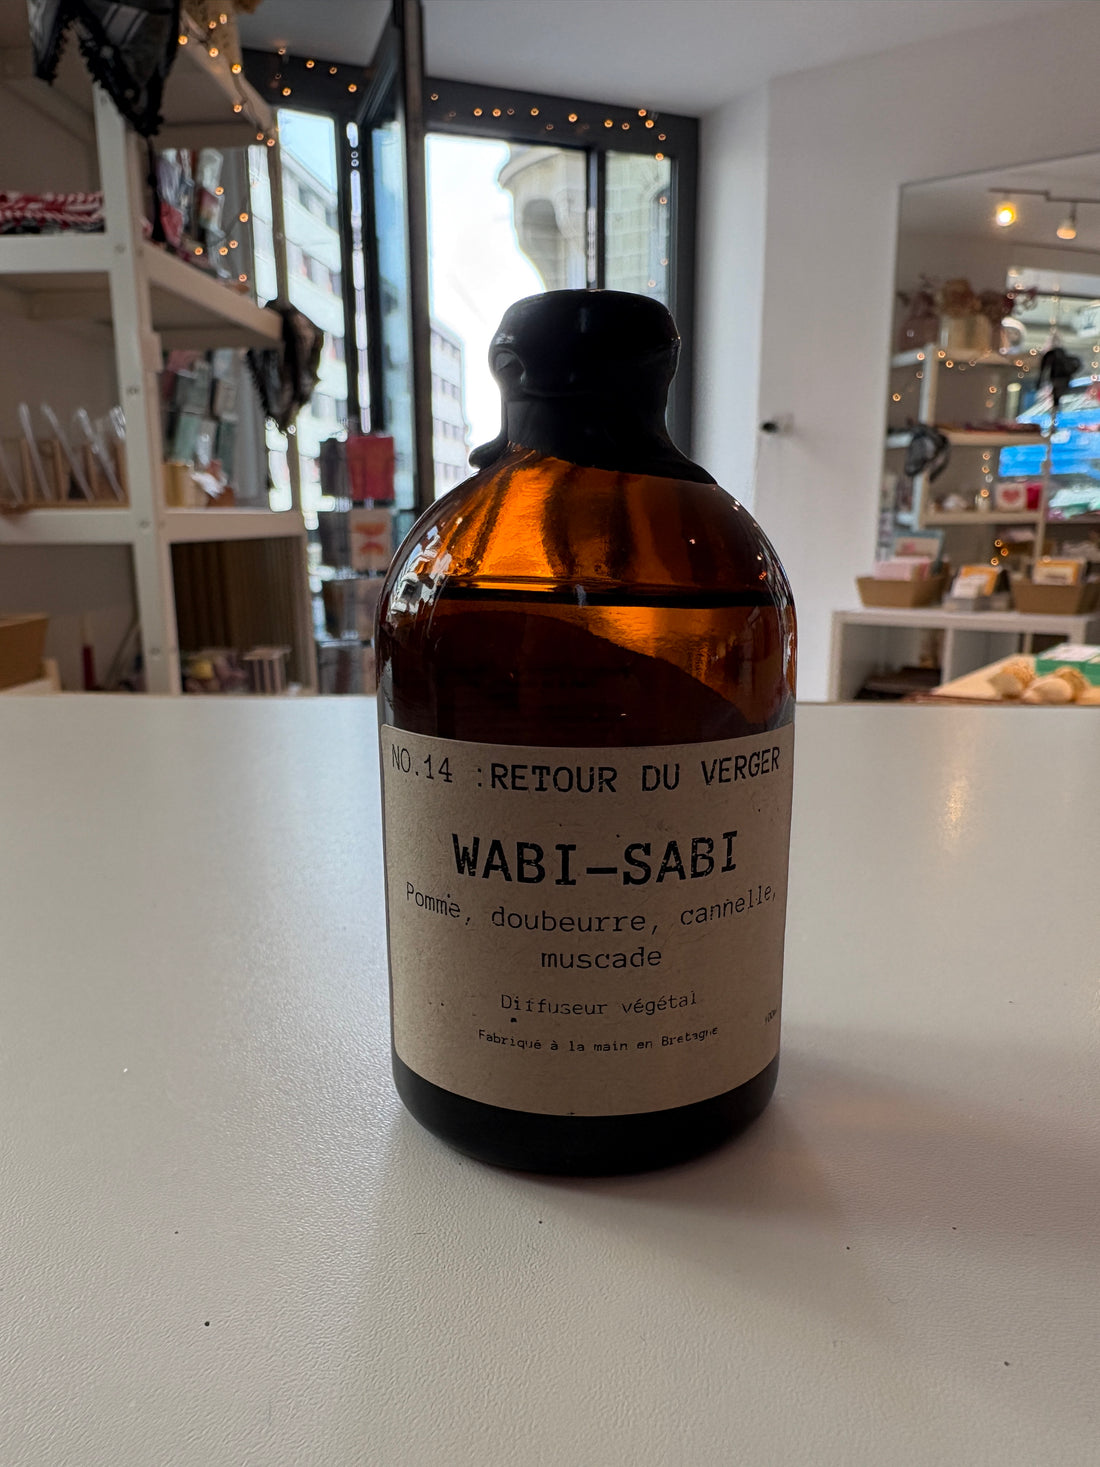 NO.14 :RETOUR DU VERGER
WABI-SABI
Pomme, doubeurre, cannelle,
muscade
Diffuseur végétal
Fabriqué à la main en Bretagne